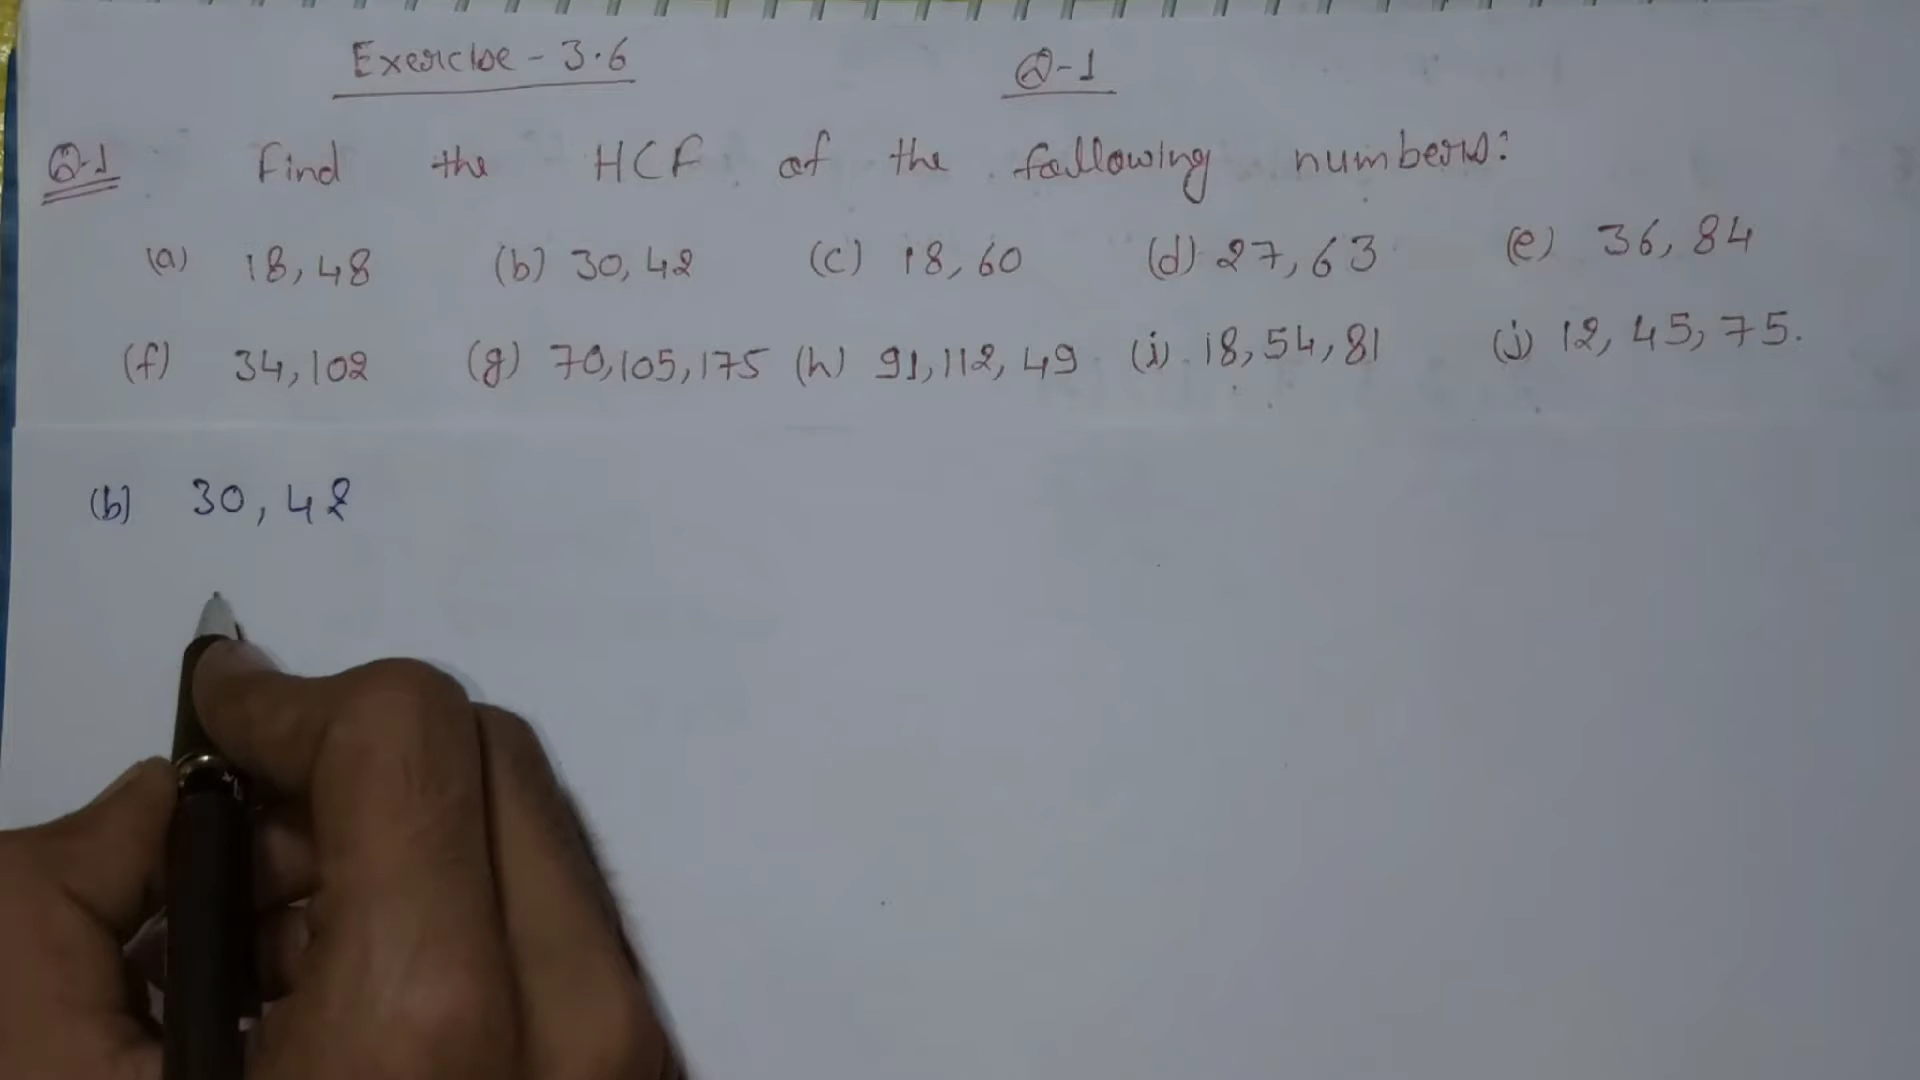 Exercise - 3.6 Q-1
Q-1 Find the HCF of the following numbers:
(a) 18, 48 (b) 30, 42 (c) 18, 60 (d) 27, 63 (e) 36, 84
(f) 34, 102 (g) 70, 105, 175 (h) 91, 112, 49 (i) 18, 54, 81 (j) 12, 45, 75.
(b) 30, 42